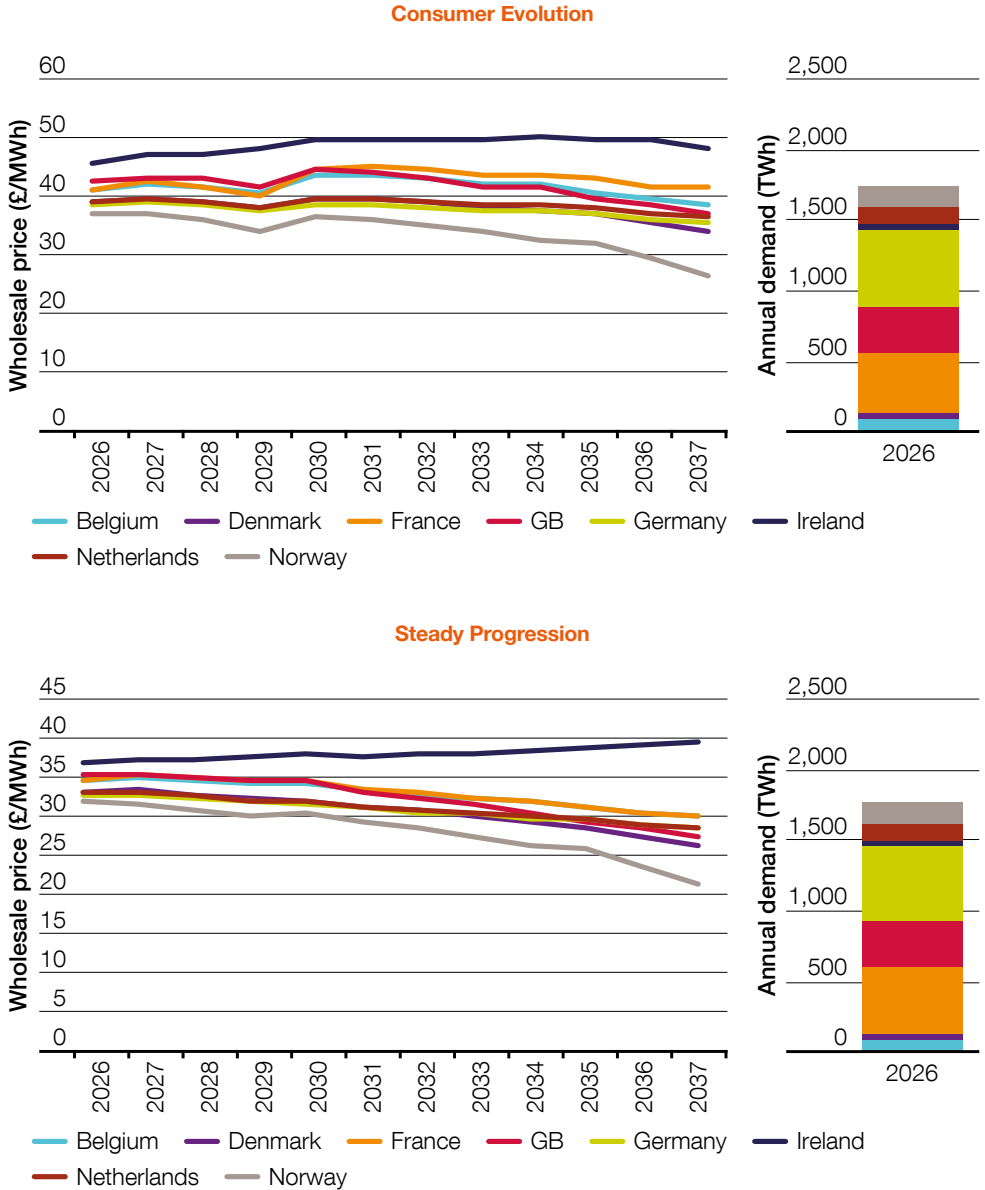 Consumer Evolution
Wholesale price (£/MWh)
60
50
40
30
20
10
0
2026 2027 2028 2029 2030 2031 2032 2033 2034 2035 2036 2037
Annual demand (TWh)
2,500
2,000
1,500
1,000
500
0
2026
Belgium Denmark France GB Germany Ireland
Netherlands Norway
Steady Progression
Wholesale price (£/MWh)
45
40
35
30
25
20
15
10
5
0
2026 2027 2028 2029 2030 2031 2032 2033 2034 2035 2036 2037
Annual demand (TWh)
2,500
2,000
1,500
1,000
500
0
2026
Belgium Denmark France GB Germany Ireland
Netherlands Norway